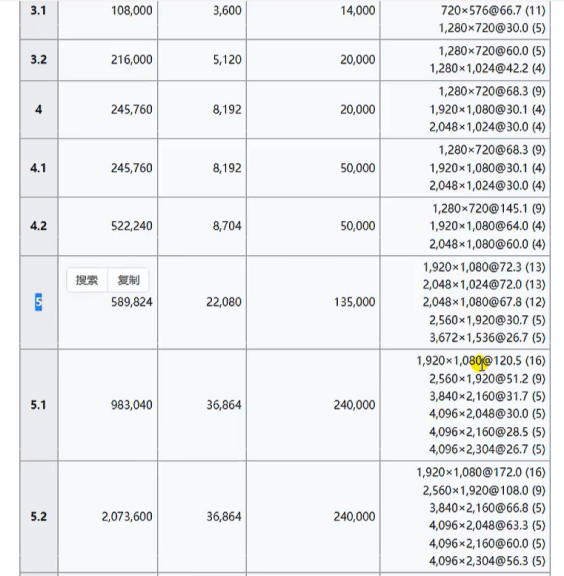 3.1 108,000 3,600 14,000 720×576@66.7 (11)
1,280×720@30.0 (5)
3.2 216,000 5,120 20,000 1,280×720@60.0 (5)
1,280×1,024@42.2 (4)
4 245,760 8,192 20,000 1,280×720@68.3 (9)
1,920×1,080@30.1 (4)
2,048×1,024@30.0 (4)
4.1 245,760 8,192 50,000 1,280×720@68.3 (9)
1,920×1,080@30.1 (4)
2,048×1,024@30.0 (4)
4.2 522,240 8,704 50,000 1,280×720@145.1 (9)
1,920×1,080@64.0 (4)
2,048×1,080@60.0 (4)
搜索 复制
5 589,824 22,080 135,000 1,920×1,080@72.3 (13)
2,048×1,024@72.0 (13)
2,048×1,080@67.8 (12)
2,560×1,920@30.7 (5)
3,672×1,536@26.7 (5)
5.1 983,040 36,864 240,000 1,920×1,080@120.5 (16)
2,560×1,920@51.2 (9)
3,840×2,160@31.7 (5)
4,096×2,048@30.0 (5)
4,096×2,160@28.5 (5)
4,096×2,304@26.7 (5)
5.2 2,073,600 36,864 240,000 1,920×1,080@172.0 (16)
2,560×1,920@108.0 (9)
3,840×2,160@66.8 (5)
4,096×2,048@63.3 (5)
4,096×2,160@60.0 (5)
4,096×2,304@56.3 (5)